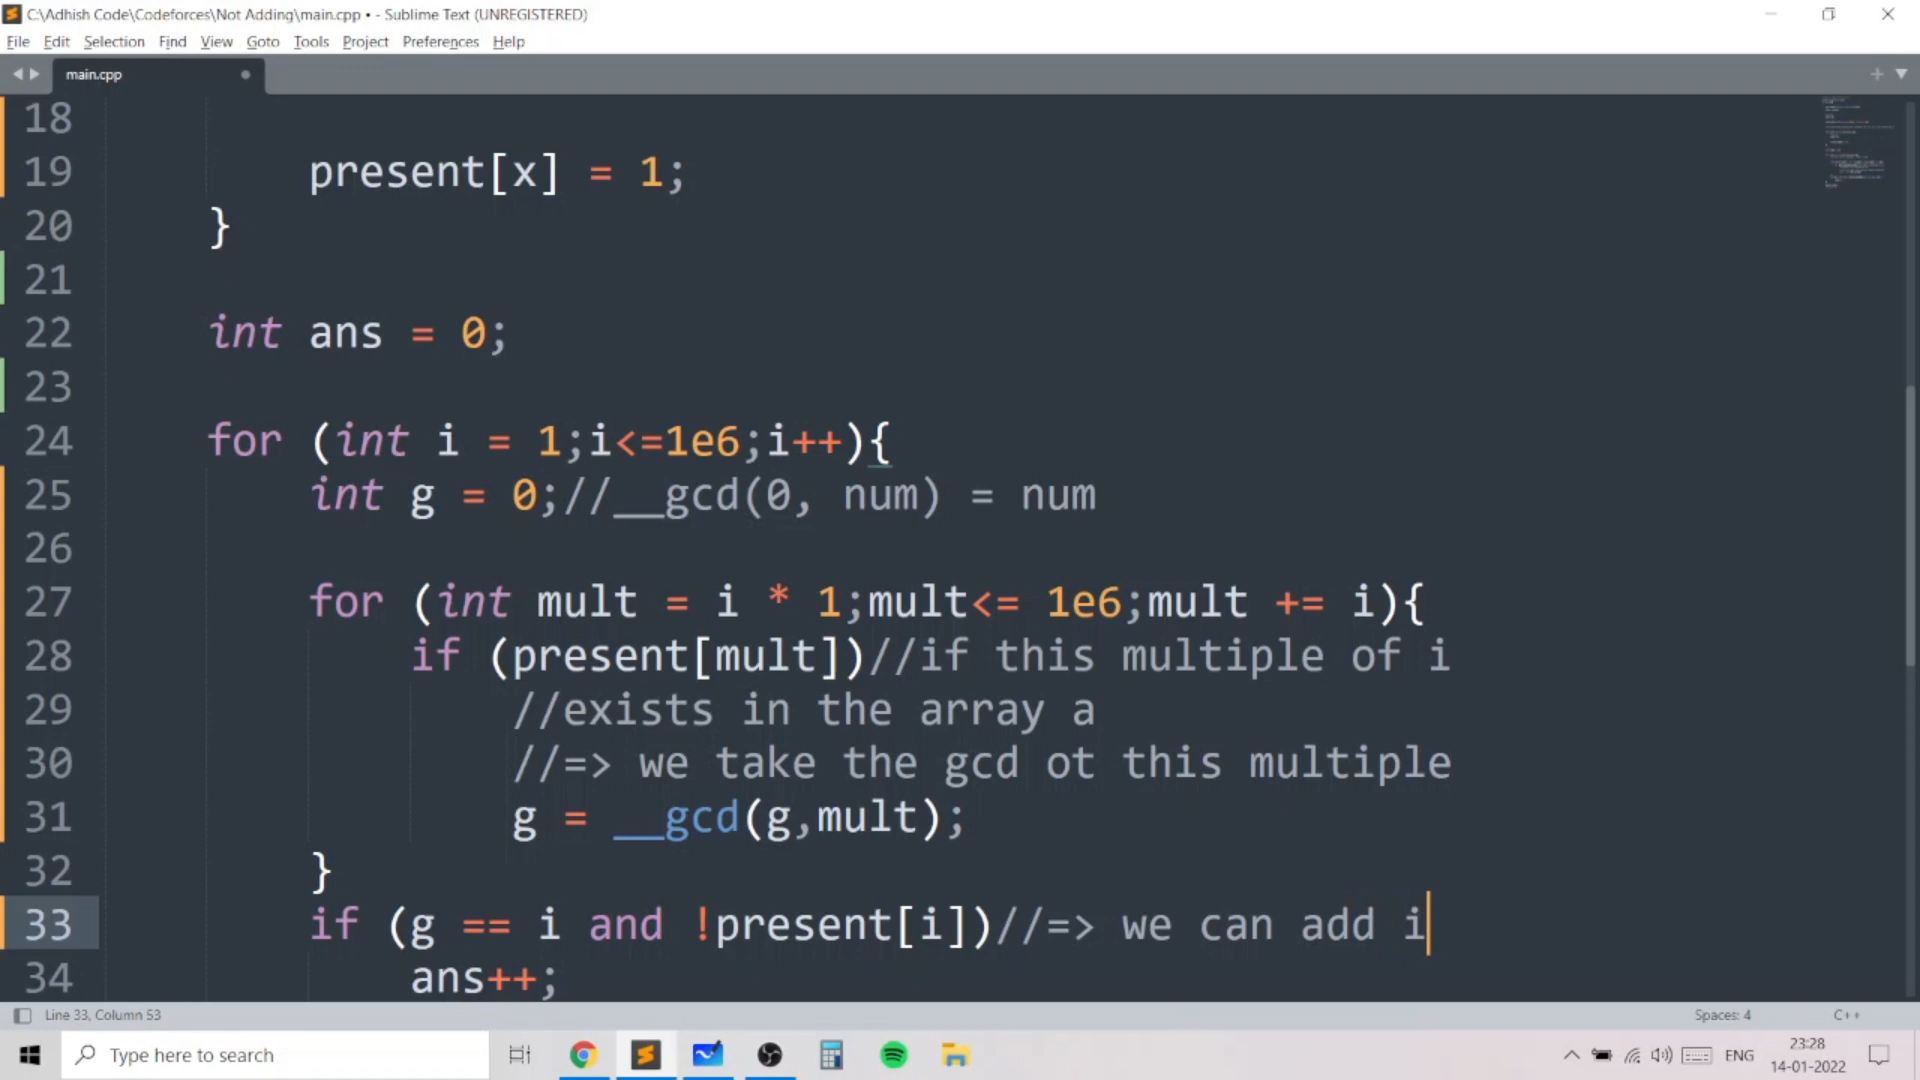 C:\Adhish Code\Codeforces\Not Adding\main.cpp • - Sublime Text (UNREGISTERED)
File Edit Selection Find View Goto Tools Project Preferences Help
main.cpp
18
19 present[x] = 1;
20 }
21
22 int ans = 0;
23
24 for (int i = 1;i<=1e6;i++){
25 int g = 0;//__gcd(0, num) = num
26
27 for (int mult = i * 1;mult<= 1e6;mult += i){
28 if (present[mult])//if this multiple of i
29 //exists in the array a
30 //=> we take the gcd ot this multiple
31 g = __gcd(g,mult);
32 }
33 if (g == i and !present[i])//=> we can add i
34 ans++;
Line 33, Column 53 Spaces: 4 C++
Type here to search ENG 23:28
14-01-2022